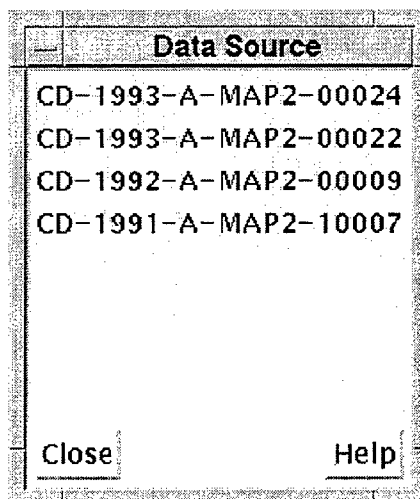 Data Source
CD-1993-A-MAP2-00024
CD-1993-A-MAP2-00022
CD-1992-A-MAP2-00009
CD-1991-A-MAP2-10007
Close Help